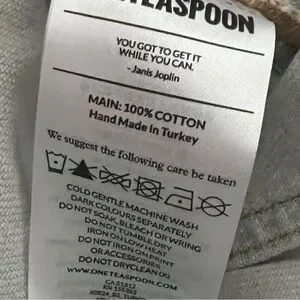 ONETEASPOON
YOU GOT TO GET IT
WHILE YOU CAN.
- Janis Joplin
MAIN: 100% COTTON
Hand Made In Turkey
We suggest the following care be taken
COLD GENTLE MACHINE WASH
DARK COLOURS SEPARATELY
DO NOT SOAK, BLEACH OR WRING
DO NOT TUMBLE DRY
IRON ON LOW HEAT
DO NOT IRON ON PRINT
OR ACCESSORIES
DO NOT DRYCLEAN (X)
WWW.ONETEASPOON.COM